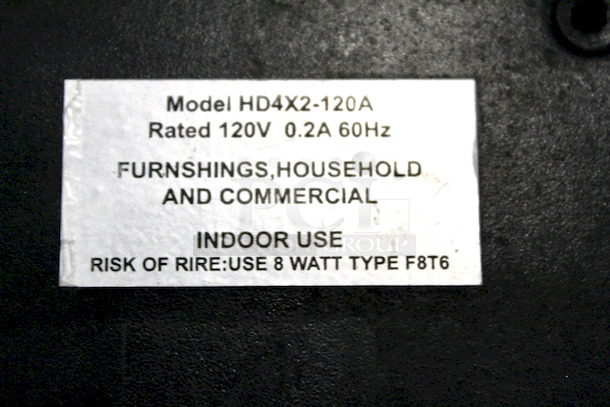 Model HD4X2-120A
Rated 120V 0.2A 60Hz
FURNSHINGS,HOUSEHOLD
AND COMMERCIAL
INDOOR USE
GROUP
RISK OF RIRE:USE 8 WATT TYPE F8T6